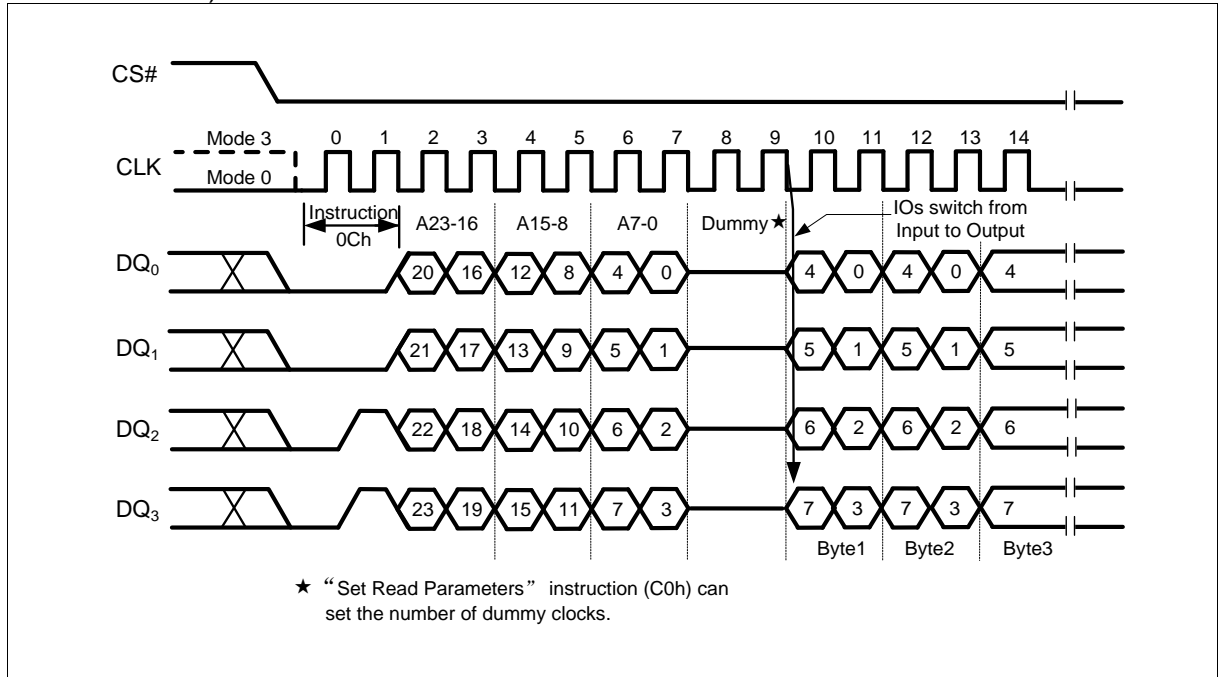 CS#
0 1 2 3 4 5 6 7 8 9 10 11 12 13 14
Mode 3
CLK
Mode 0
Instruction
0Ch
A23-16 A15-8 A7-0 Dummy★
IOs switch from
Input to Output
DQ0 20 16 12 8 4 0 4 0 4 0 4
DQ1 21 17 13 9 5 1 5 1 5 1 5
DQ2 22 18 14 10 6 2 6 2 6 2 6
DQ3 23 19 15 11 7 3 7 3 7 3 7
Byte1 Byte2 Byte3
★ “Set Read Parameters” instruction (C0h) can
set the number of dummy clocks.